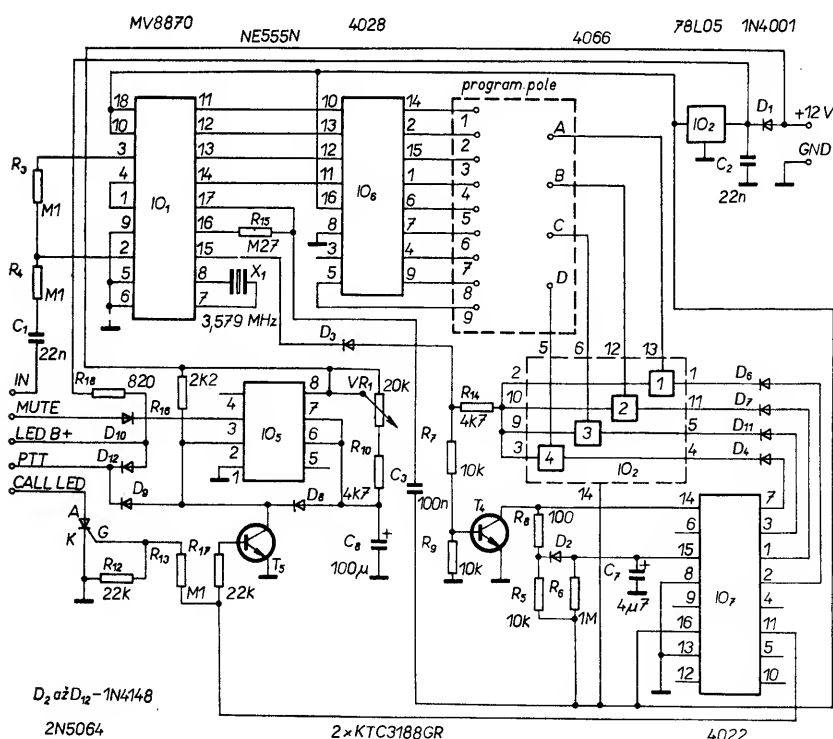 MV8870
NE555N
4028
4066
78L05
1N4001
program. pole
18
10
3
4
1
9
2
5
6
IO₁
11
12
13
14
17
16
15
8
7
R₁₅
M27
X₁
3,579 MHz
10
13
12
11
16
8
3
5
IO₆
14
2
15
1
6
7
4
9
1
2
3
4
5
6
7
8
9
A
B
C
D
IO₂
D₁
+12 V
GND
C₂
22n
R₃
M1
R₄
M1
C₁
22n
IN
MUTE
LED B+
PTT
CALL LED
R₁₈
820
2K2
R₁₆
D₁₀
D₁₂
D₉
4
3
2
1
IO₅
8
7
6
5
VR₁
20k
R₁₀
4k7
C₃
100n
D₃
D₈
C₈
+
100µ
T₅
A
K
G
R₁₂
22k
R₁₃
M1
R₁₇
22k
R₁₄
4k7
R₇
10k
R₉
10k
T₄
R₈
100
D₂
R₅
10k
R₆
1M
C₇
+
4µ7
5
6
12
13
2
10
9
3
1
2
3
4
1
11
5
4
IO₂
14
D₆
D₇
D₁₁
D₄
14
6
15
8
9
16
13
12
IO₇
7
3
1
2
4
11
5
10
D₂ až D₁₂-1N4148
2N5064
2×KTC3188GR
4022